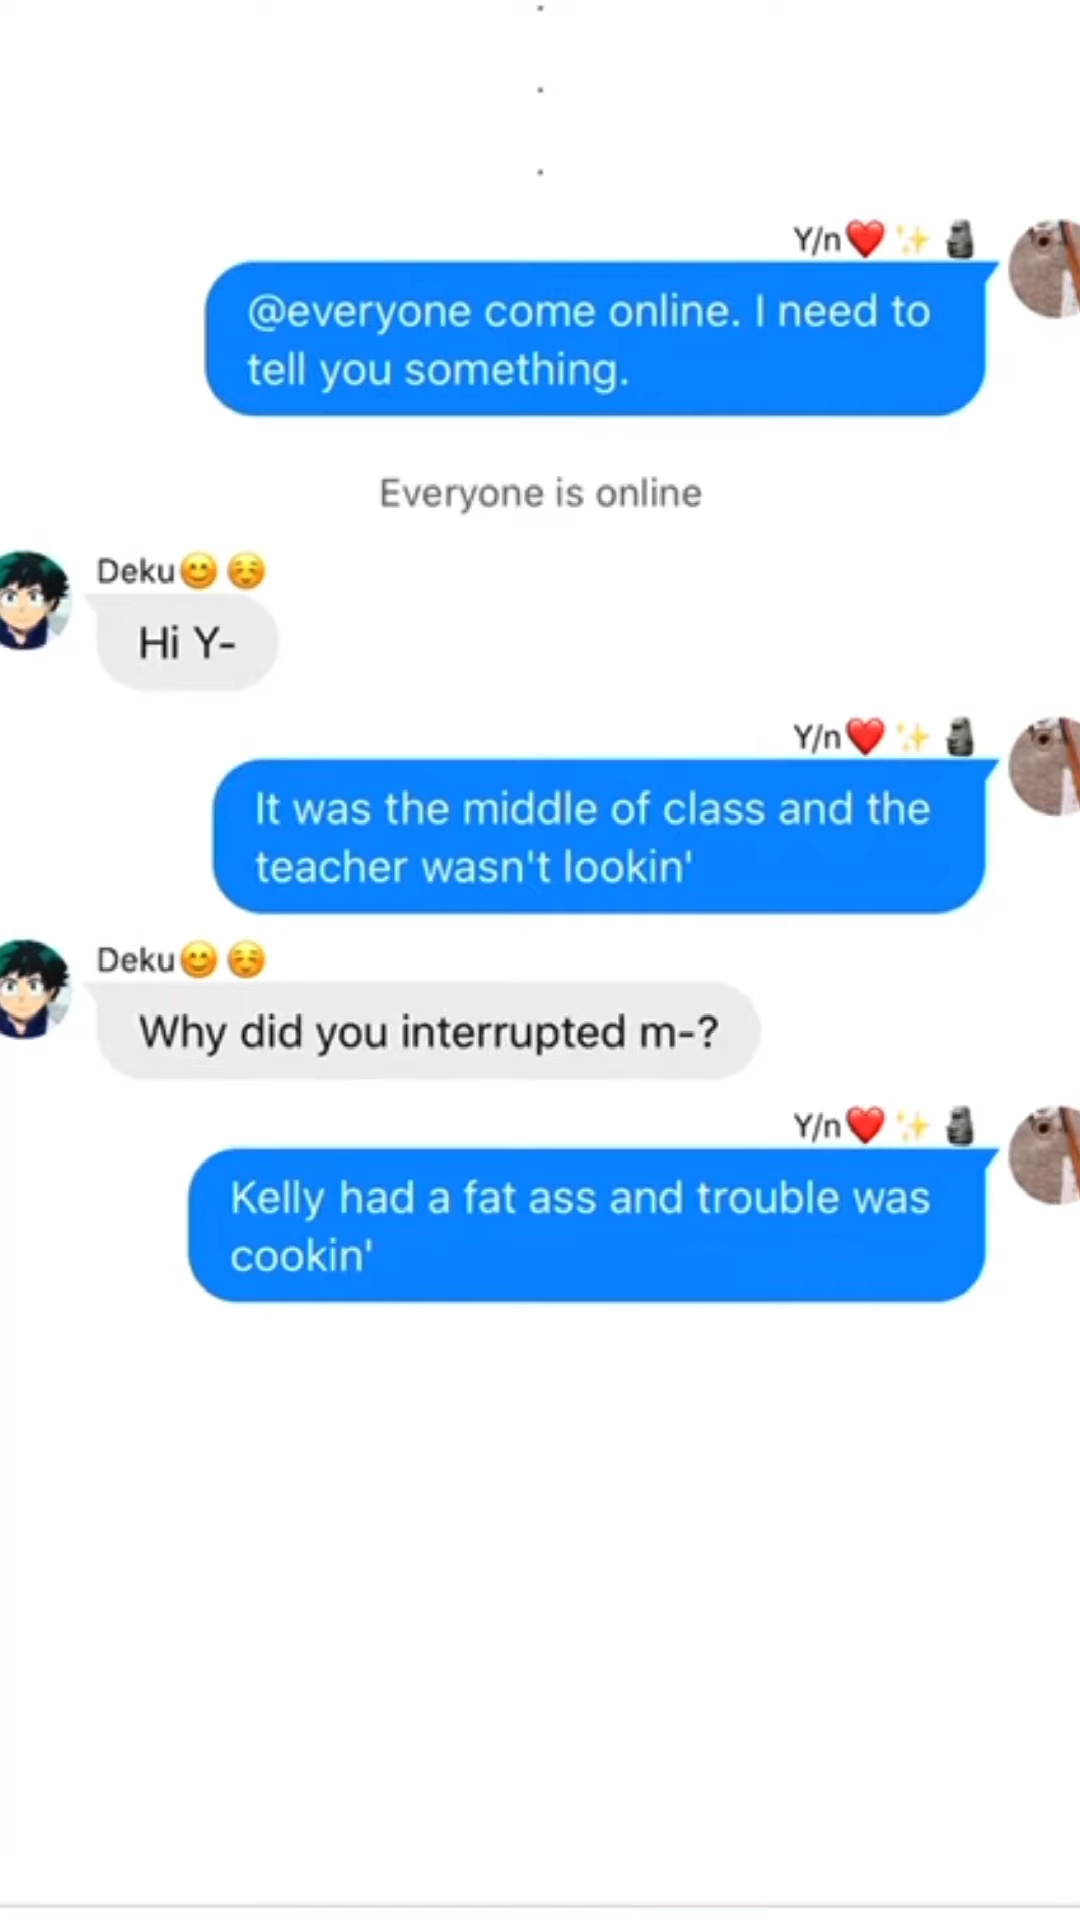 Y/n❤️✨🗿
@everyone come online. I need to
tell you something.
Everyone is online
Deku😊☺️
Hi Y-
Y/n❤️✨🗿
It was the middle of class and the
teacher wasn't lookin'
Deku😊☺️
Why did you interrupted m-?
Y/n❤️✨🗿
Kelly had a fat ass and trouble was
cookin'